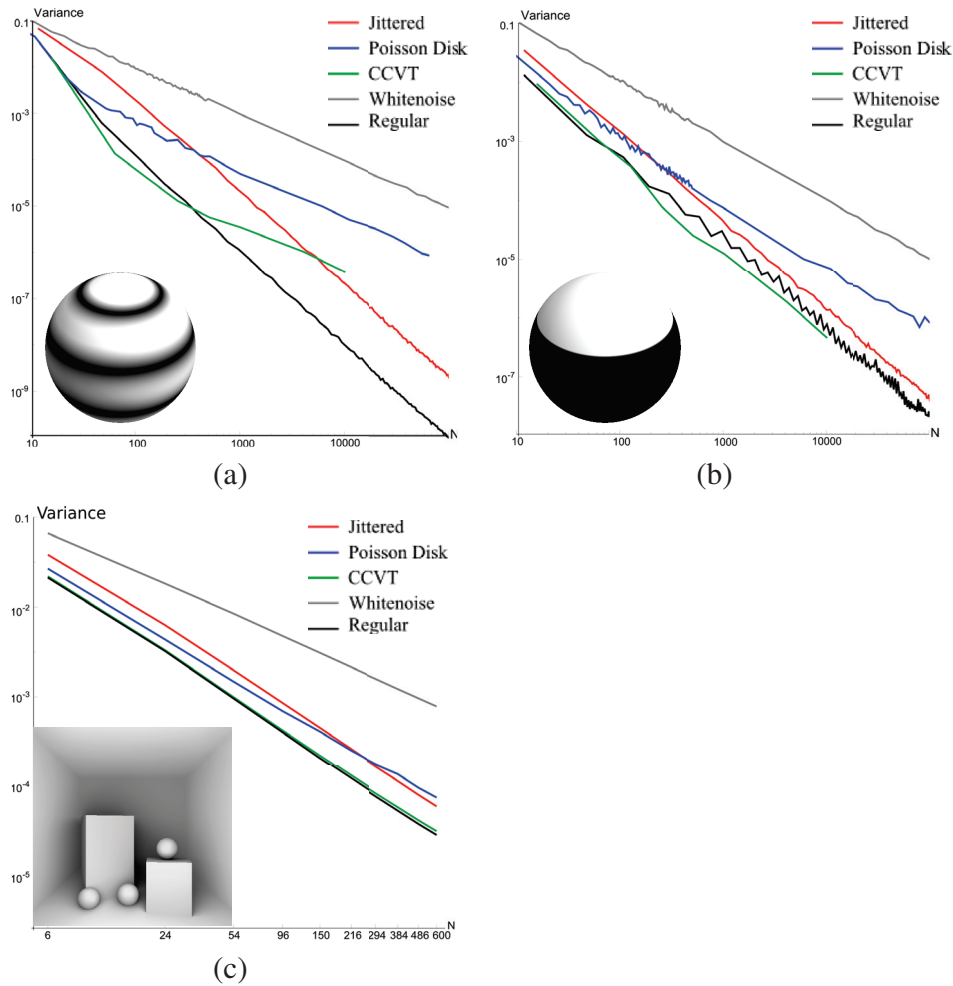 Variance
0.1
10-3
10-5
10-7
10-9
10
100
1000
10000
N
Jittered
Poisson Disk
CCVT
Whitenoise
Regular
(a)
Variance
0.1
10-3
10-5
10-7
10
100
1000
10000
N
Jittered
Poisson Disk
CCVT
Whitenoise
Regular
(b)
Variance
0.1
10-2
10-3
10-4
10-5
6
24
54
96
150
216
294
384
486
600
N
Jittered
Poisson Disk
CCVT
Whitenoise
Regular
(c)